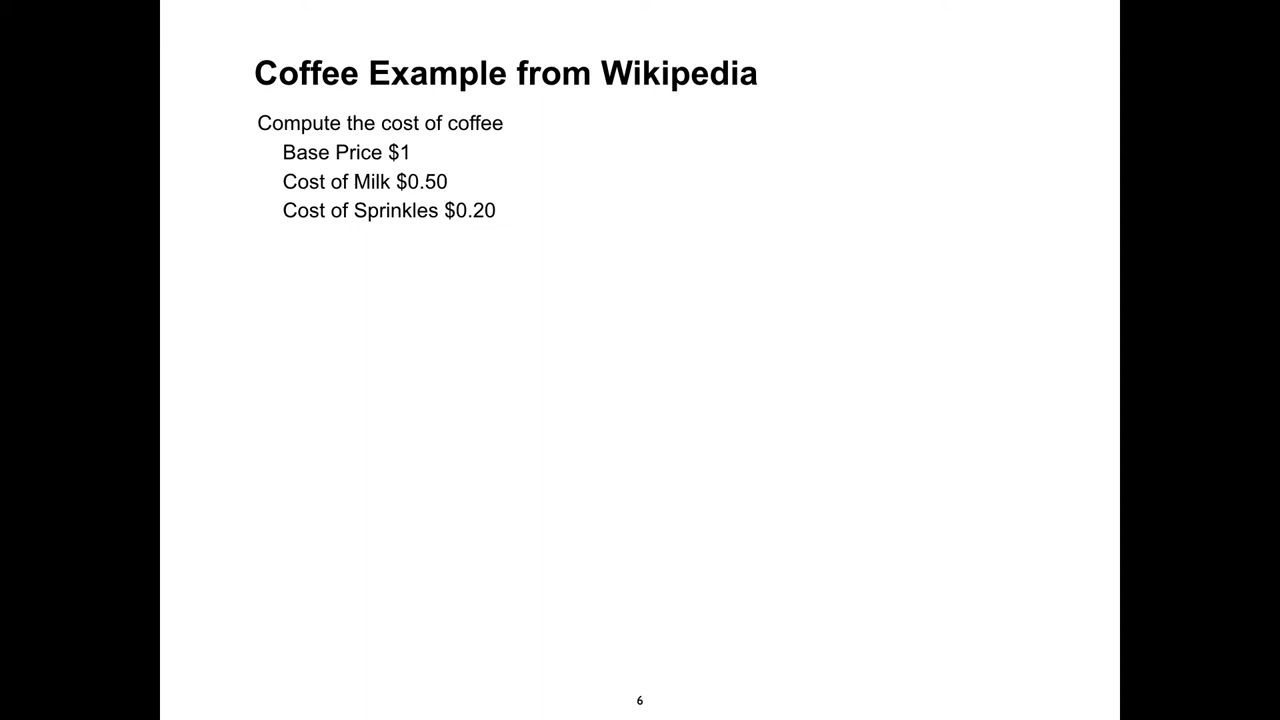 Coffee Example from Wikipedia
Compute the cost of coffee
Base Price $1
Cost of Milk $0.50
Cost of Sprinkles $0.20
6